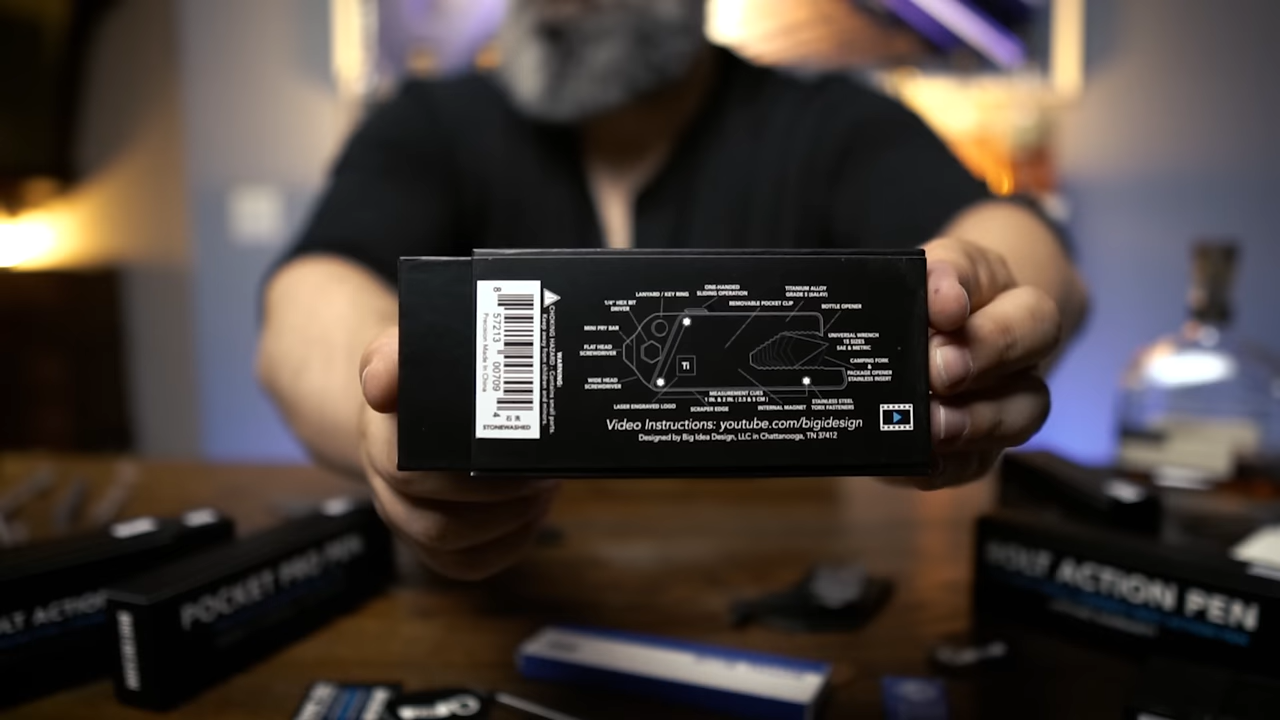 LANYARD / KEY RING
ONE-HANDED
SLIDING OPERATION
TITANIUM ALLOY
GRADE 5 (6AL4V)
1/4" HEX BIT
DRIVER
REMOVABLE POCKET CLIP
BOTTLE OPENER
MINI PRY BAR
FLAT HEAD
SCREWDRIVER
WIDE HEAD
SCREWDRIVER
Ti
UNIVERSAL WRENCH
SAE & METRIC
CAMPING FORK
&
PACKAGE OPENER
STAINLESS INSERT
MEASUREMENT CUES
1 IN. & 2 IN. ( 2.5 & 5 CM )
LASER ENGRAVED LOGO
SCRAPER EDGE
INTERNAL MAGNET
STAINLESS STEEL
TORX FASTENERS
Video Instructions: youtube.com/bigidesign
Designed by Big Idea Design, LLC in Chattanooga, TN 37412
WARNING:
CHOKING HAZARD - Contains small parts.
Keep away from children and minors.
8 57213 00709 4
Precision Made In China
STONEWASHED
POCKET PRO PEN
BOLT ACTION PEN